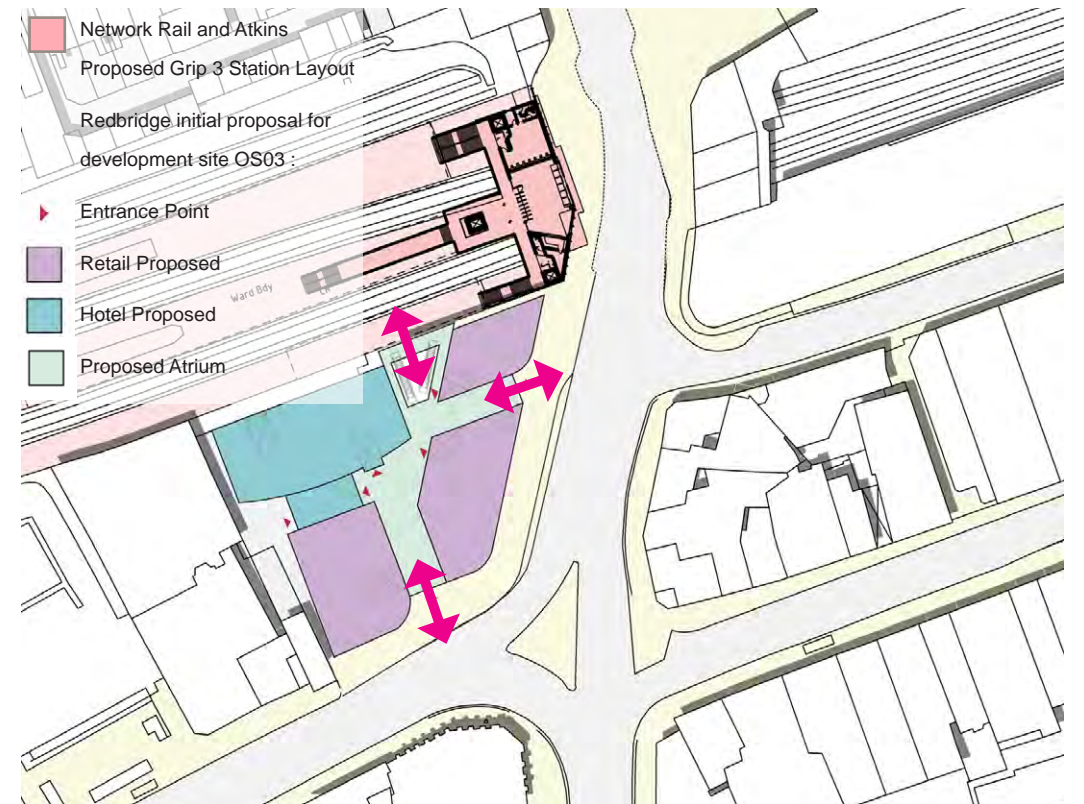 Network Rail and Atkins
Proposed Grip 3 Station Layout
Redbridge initial proposal for
development site OS03 :
Entrance Point
Retail Proposed
Ward Bdy
Hotel Proposed
Proposed Atrium